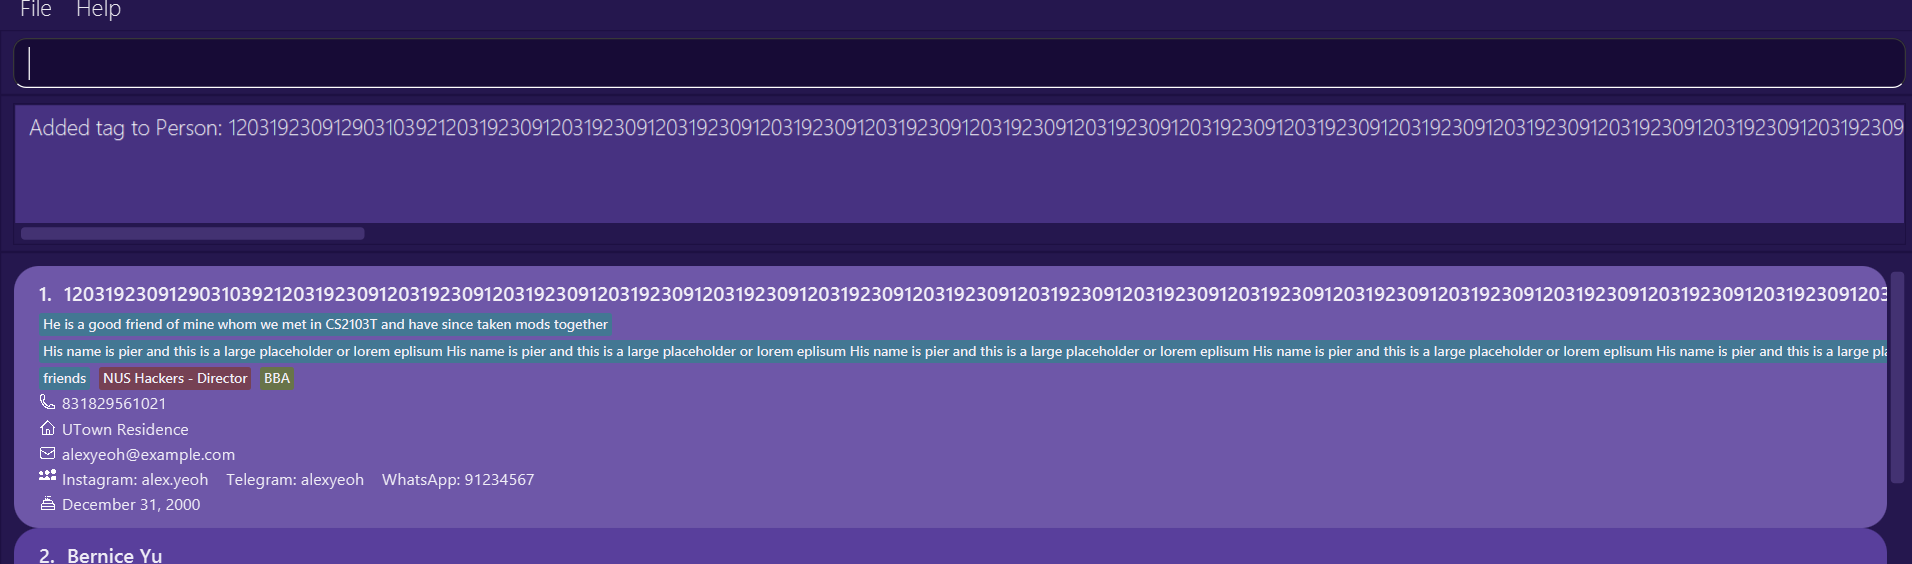 File Help
Added tag to Person: 1203192309129031039212031923091203192309120319230912031923091203192309120319230912031923091203192309120319230912031923091203192309120319230912031923091203192309
1. 1203192309129031039212031923091203192309120319230912031923091203192309120319230912031923091203192309120319230912031923091203192309120319230912031923091203
He is a good friend of mine whom we met in CS2103T and have since taken mods together
His name is pier and this is a large placeholder or lorem eplisum His name is pier and this is a large placeholder or lorem eplisum His name is pier and this is a large placeholder or lorem eplisum His name is pier and this is a large placeholder or lorem eplisum His name is pier and this is a large pla
friends NUS Hackers - Director BBA
831829561021
UTown Residence
alexyeoh@example.com
Instagram: alex.yeoh Telegram: alexyeoh WhatsApp: 91234567
December 31, 2000
2. Bernice Yu